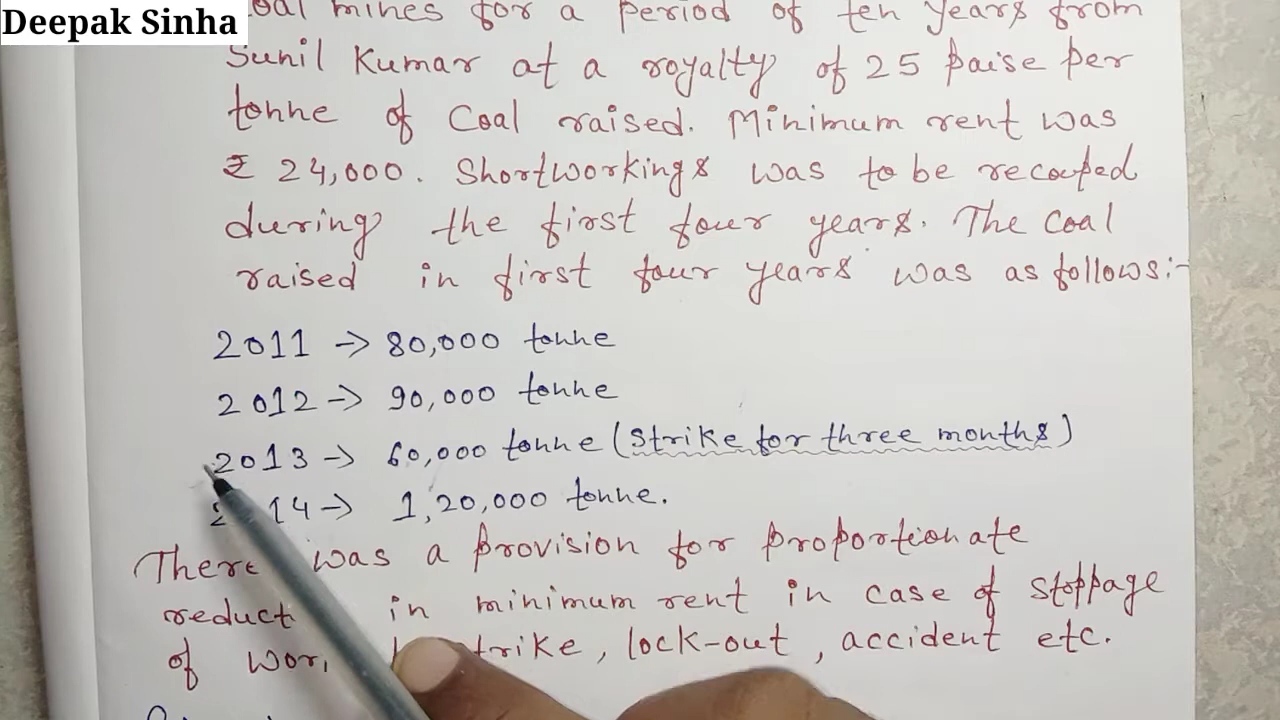 Deepak Sinha
Coal mines for a period of ten years from
Sunil Kumar at a royalty of 25 paise per
tonne of Coal raised. Minimum rent was
₹ 24,000. Shortworkings was to be recouped
during the first four years. The Coal
raised in first four years was as follows:-
2011 -> 80,000 tonne
2012 -> 90,000 tonne
2013 -> 60,000 tonne (Strike for three months)
2014 -> 1,20,000 tonne.
There was a provision for proportionate
reduct in minimum rent in case of stoppage
of wor strike, lock-out, accident etc.